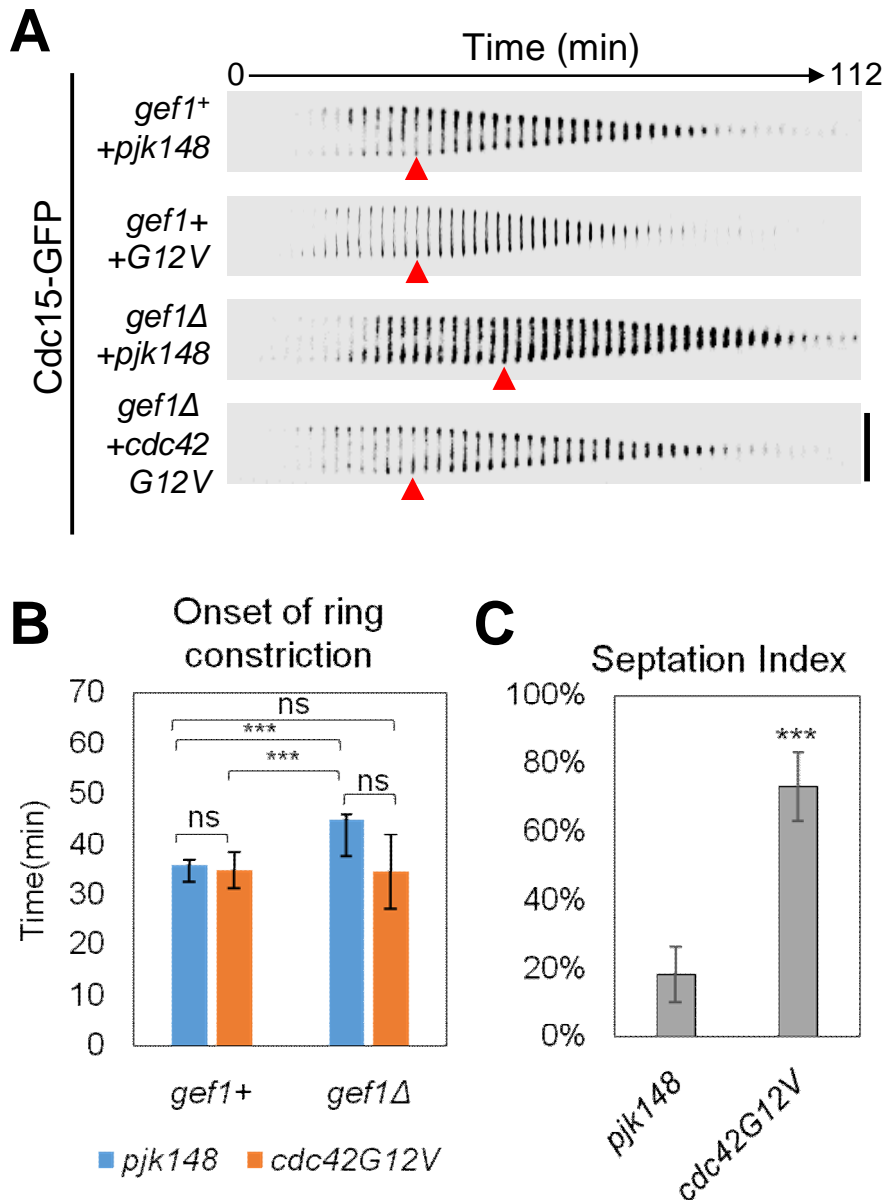 A
Time (min)
0
112
Cdc15-GFP
gef1+
+pjk148
gef1+
+G12V
gef1Δ
+pjk148
gef1Δ
+cdc42
G12V
B
Onset of ring
constriction
Time(min)
70
60
50
40
30
20
10
0
ns
***
***
ns
ns
gef1+
gef1Δ
pjk148
cdc42G12V
C
Septation Index
100%
80%
60%
40%
20%
0%
***
pjk148
cdc42G12V